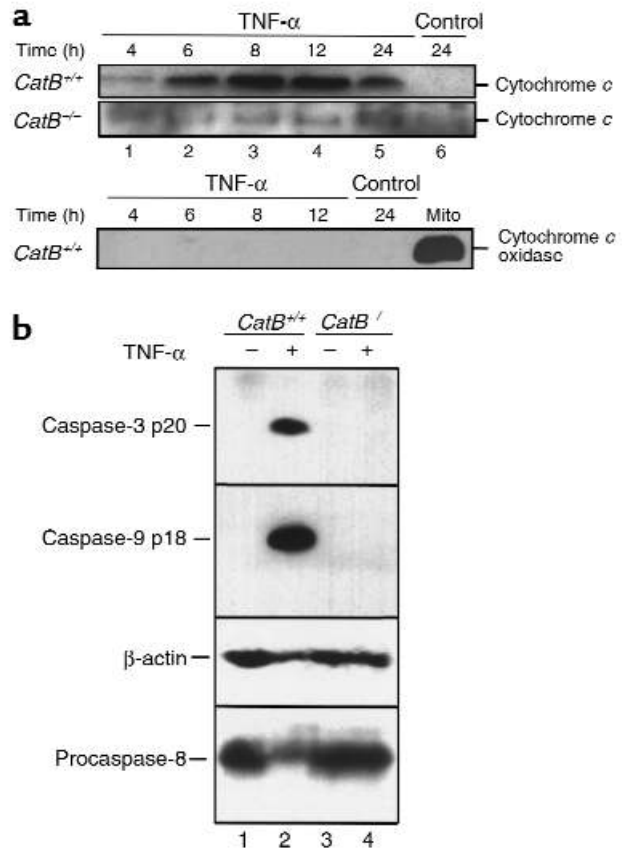 a
TNF-α Control
Time (h) 4 6 8 12 24 24
CatB+/+ Cytochrome c
CatB−/− Cytochrome c
1 2 3 4 5 6
TNF-α Control
Time (h) 4 6 8 12 24 Mito
CatB+/+ Cytochrome c
oxidase
b
CatB+/+ CatB /
TNF-α − + − +
Caspase-3 p20
Caspase-9 p18
β-actin
Procaspase-8
1 2 3 4